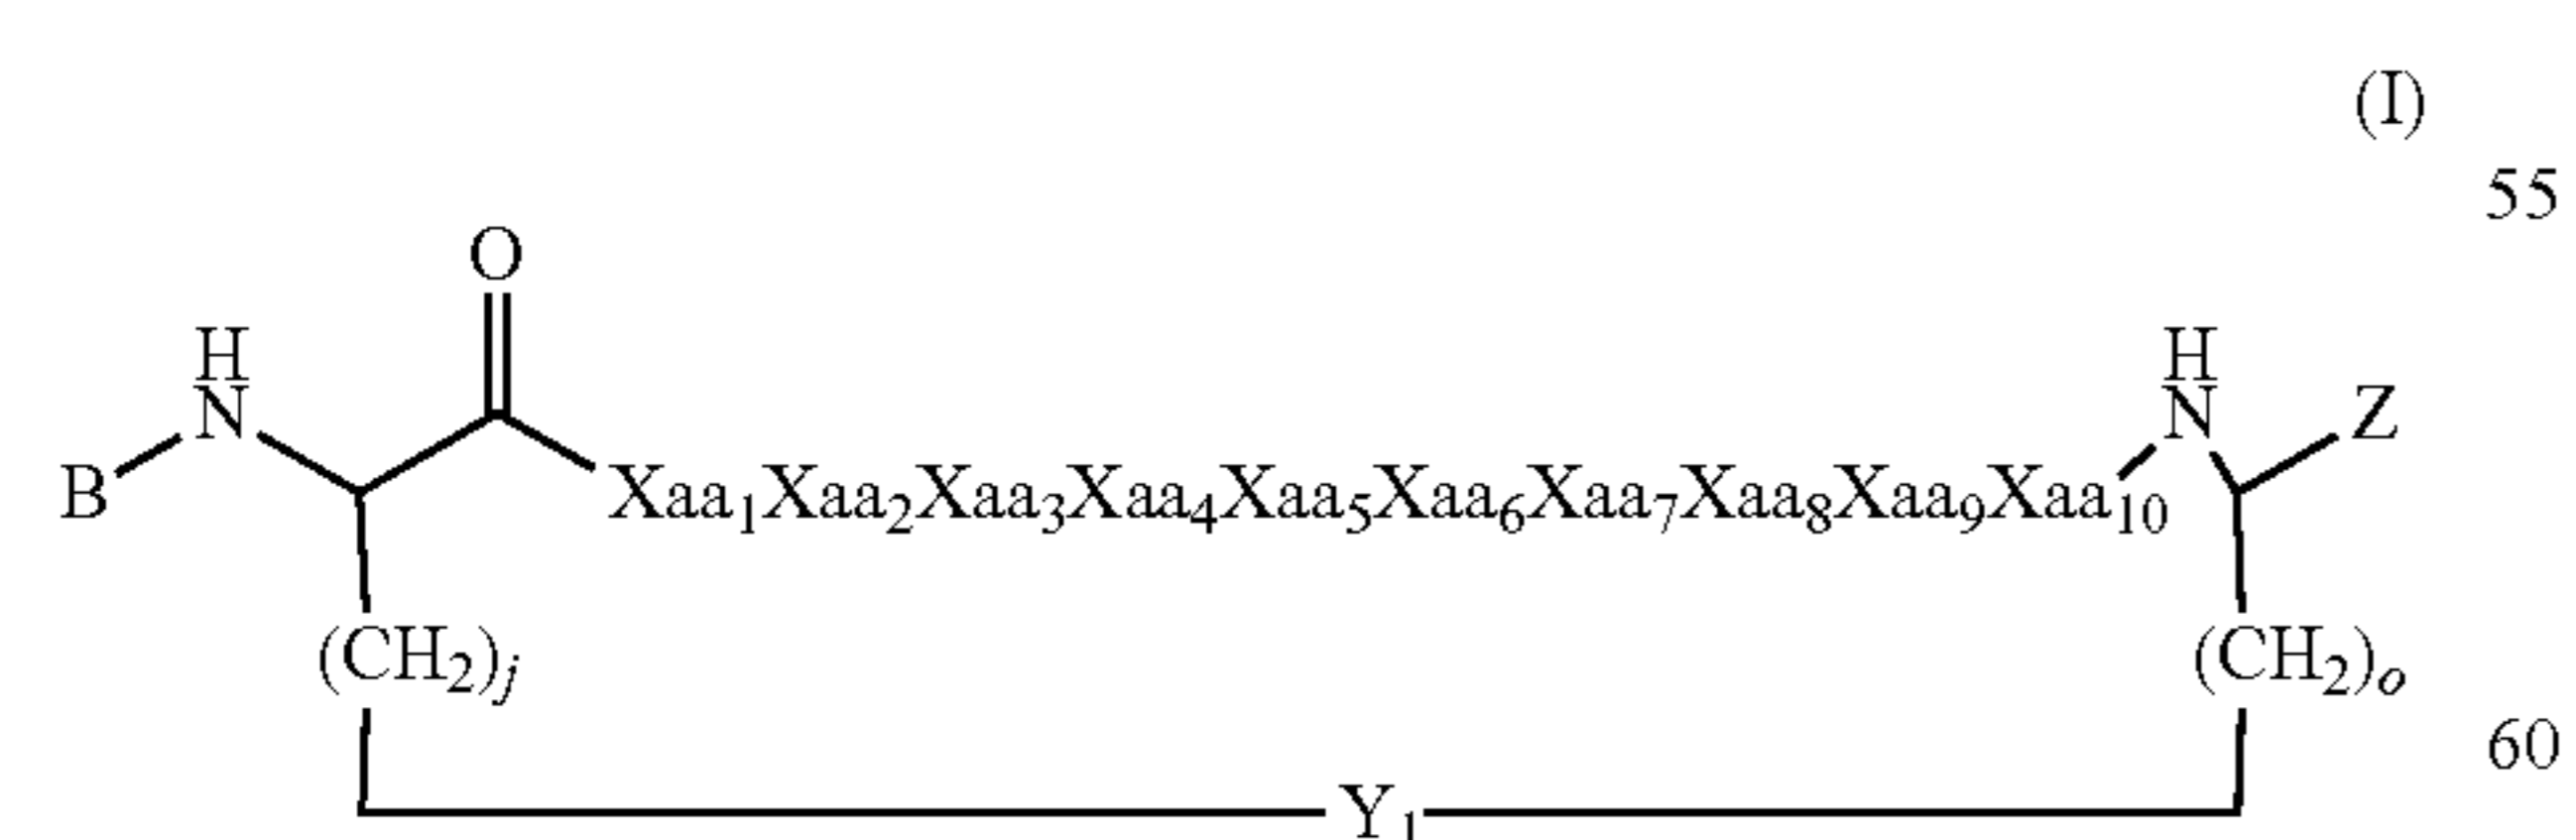 (I)
55
O
H H
B N Xaa1Xaa2Xaa3Xaa4Xaa5Xaa6Xaa7Xaa8Xaa9Xaa10 N Z
(CH2)j (CH2)o
60
Y1